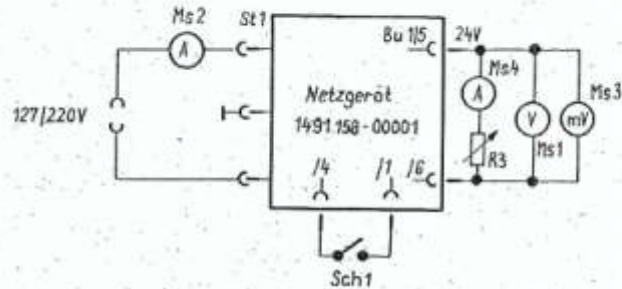 Ms2
A
St1
Bu 1/5
24V
Ms4
A
Ms3
127/220V
Netzgerät
1491.158-00001
V
mV
R3
Ms1
/4
/1
/6
Sch1